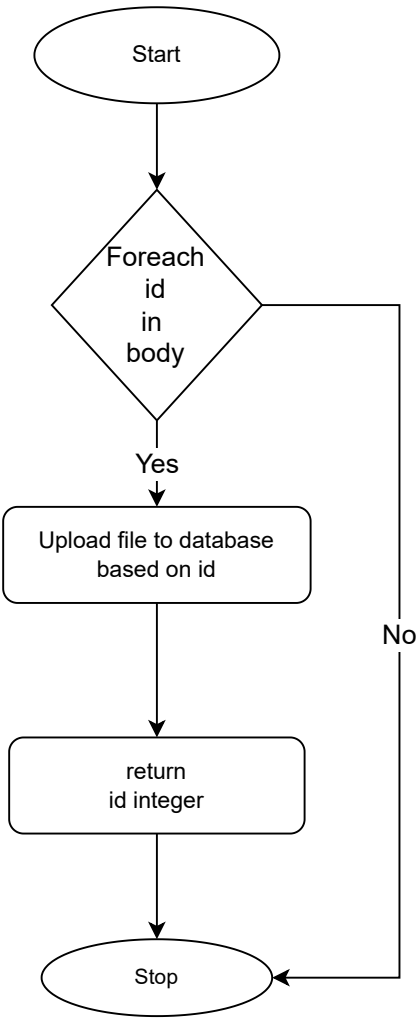 Start
Foreach
id
in
body
Yes
Upload file to database
based on id
No
return
id integer
Stop